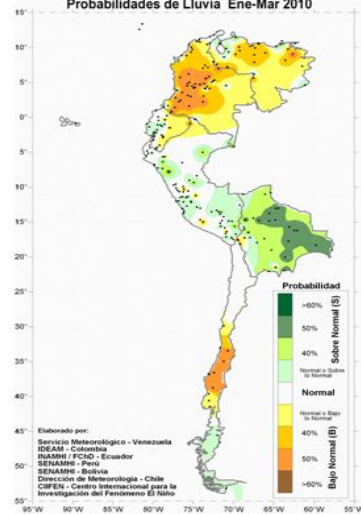 Probabilidades de Lluvia Ene-Mar 2010
15°
10°
5°
0°
5°
10°
15°
20°
25°
30°
35°
40°
45°
50°
55°
95°W 90°W 85°W 80°W 75°W 70°W 65°W 60°W 55°W
Probabilidad
>60%
50%
40%
Normal o Sobre lo Normal
Normal
Normal o Bajo lo Normal
40%
50%
>60%
Sobre Normal (S)
Bajo Normal (B)
Elaborado por:
Servicio Meteorológico - Venezuela
IDEAM - Colombia
INAMHI / FChD - Ecuador
SENAMHI - Perú
SENAMHI - Bolivia
Dirección de Meteorología - Chile
CIIFEN - Centro Internacional para la
Investigación del Fenómeno El Niño